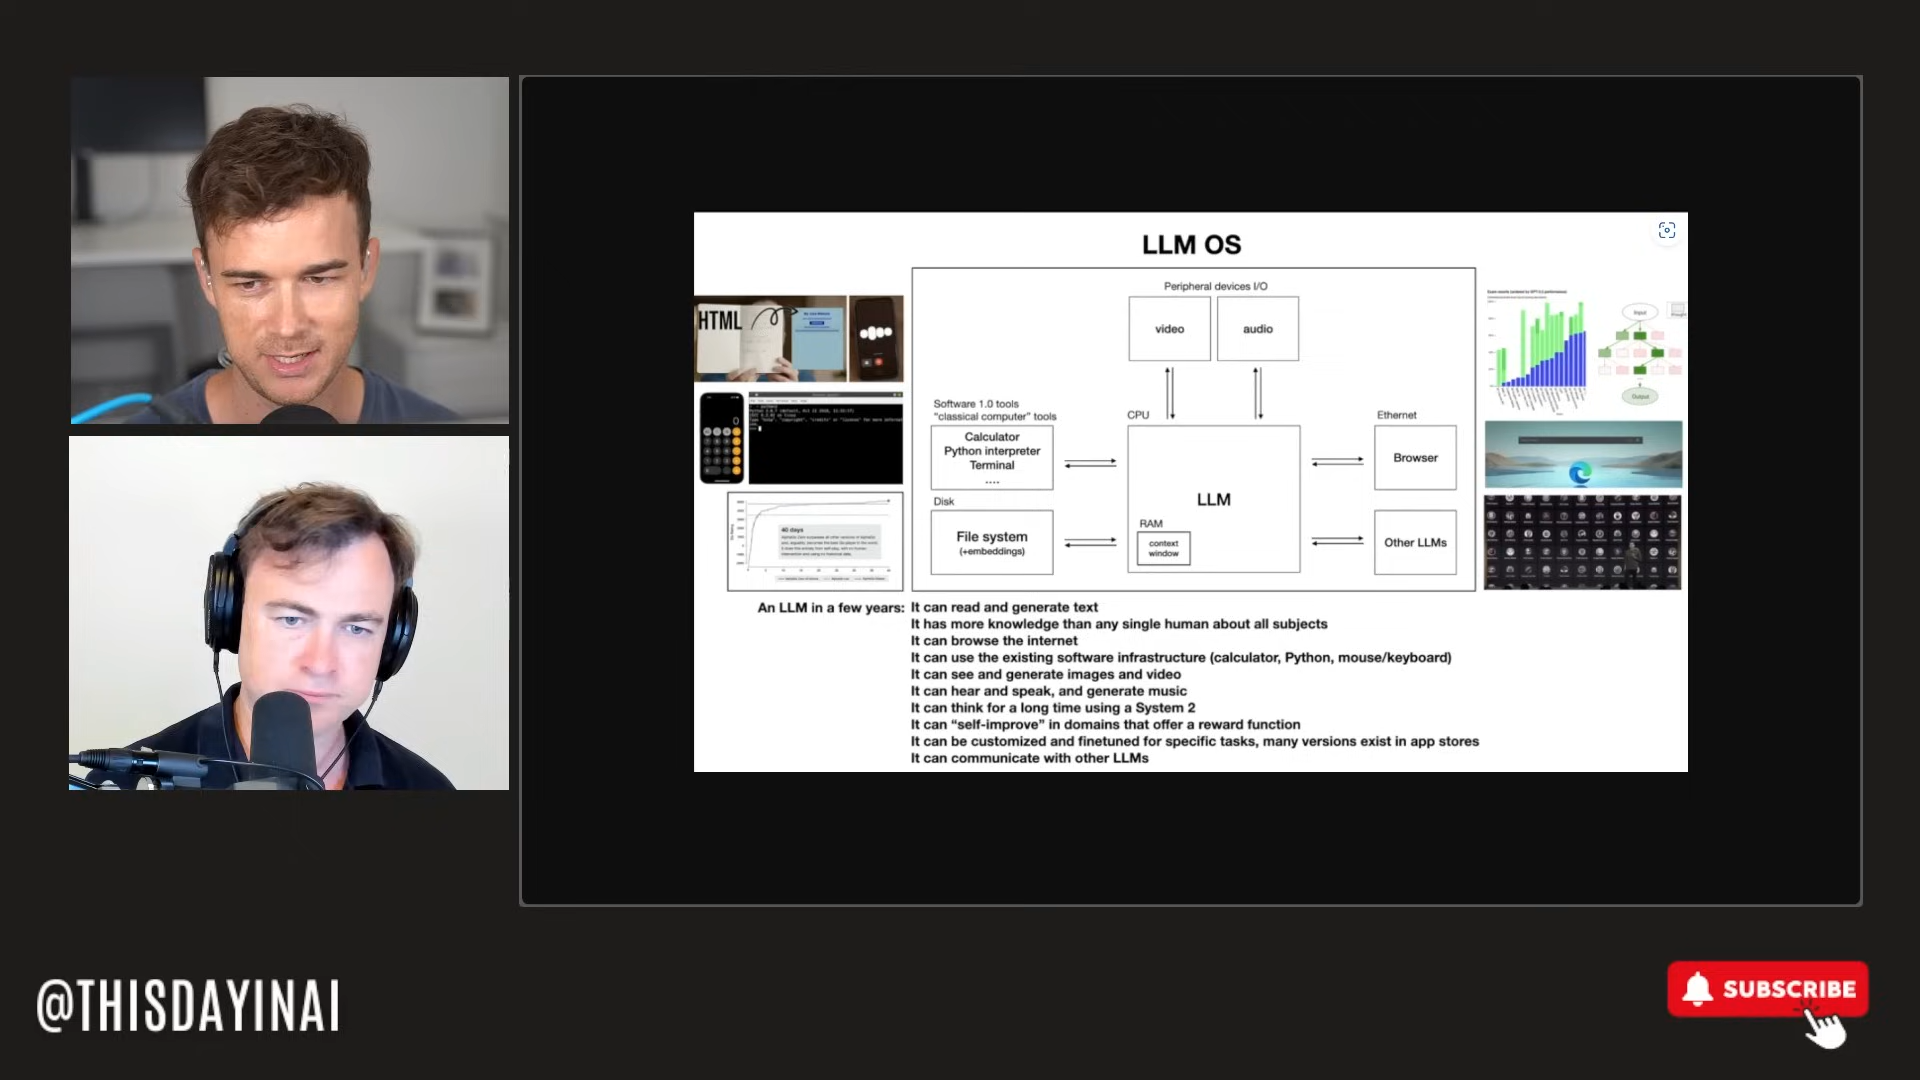 LLM OS
Peripheral devices I/O
video
audio
HTML
Software 1.0 tools
“classical computer” tools
CPU
Ethernet
Calculator
Python interpreter
Terminal
....
Browser
LLM
Disk
File system
(+embeddings)
RAM
context
window
Other LLMs
Input
Output
0
40 days
An LLM in a few years:
It can read and generate text
It has more knowledge than any single human about all subjects
It can browse the internet
It can use the existing software infrastructure (calculator, Python, mouse/keyboard)
It can see and generate images and video
It can hear and speak, and generate music
It can think for a long time using a System 2
It can “self-improve” in domains that offer a reward function
It can be customized and finetuned for specific tasks, many versions exist in app stores
It can communicate with other LLMs
@THISDAYINAI
SUBSCRIBE